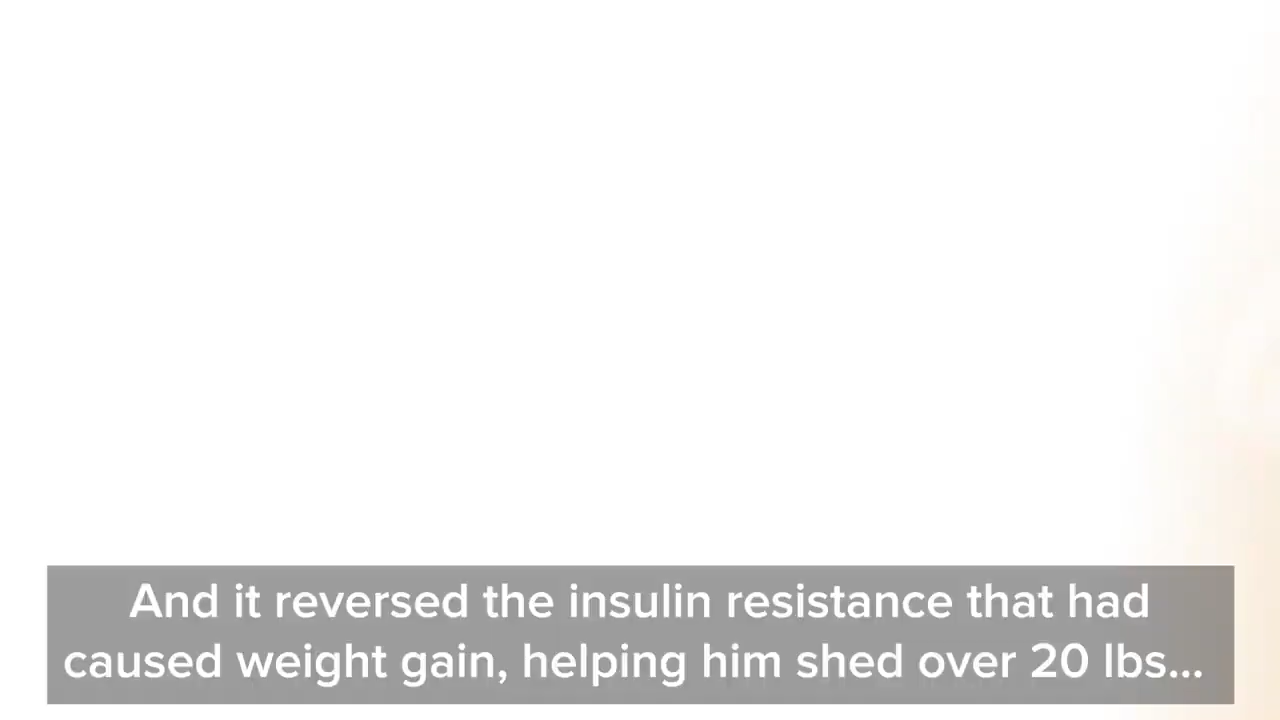 And it reversed the insulin resistance that had
caused weight gain, helping him shed over 20 lbs...